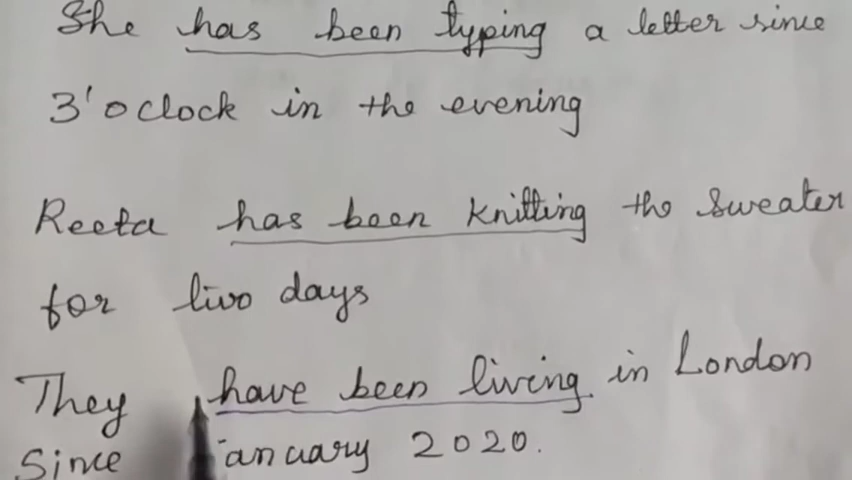 She has been typing a letter since
3'oclock in the evening
Reeta has been knitting the sweater
for two days
They have been living in London
Since January 2020.